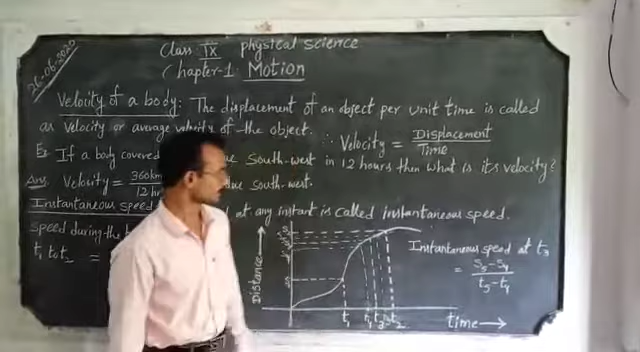 26-06-2020
Class IX physical science
Chapter-1 Motion
Velocity of a body: The displacement of an object per unit time is called
as velocity or average velocity of the object. ∴ Velocity = Displacement / Time
Ex: If a body covered south-west in 12 hours then what is its velocity?
Ans: Velocity = 360km / 12 south-west.
Instantaneous speed at any instant is called instantaneous speed.
speed during the
t₁ to t₂ =
Distance
Instantaneous speed at t₃
= S₅-S₄ / t₅-t₄
t₁ t₃ t₂
time